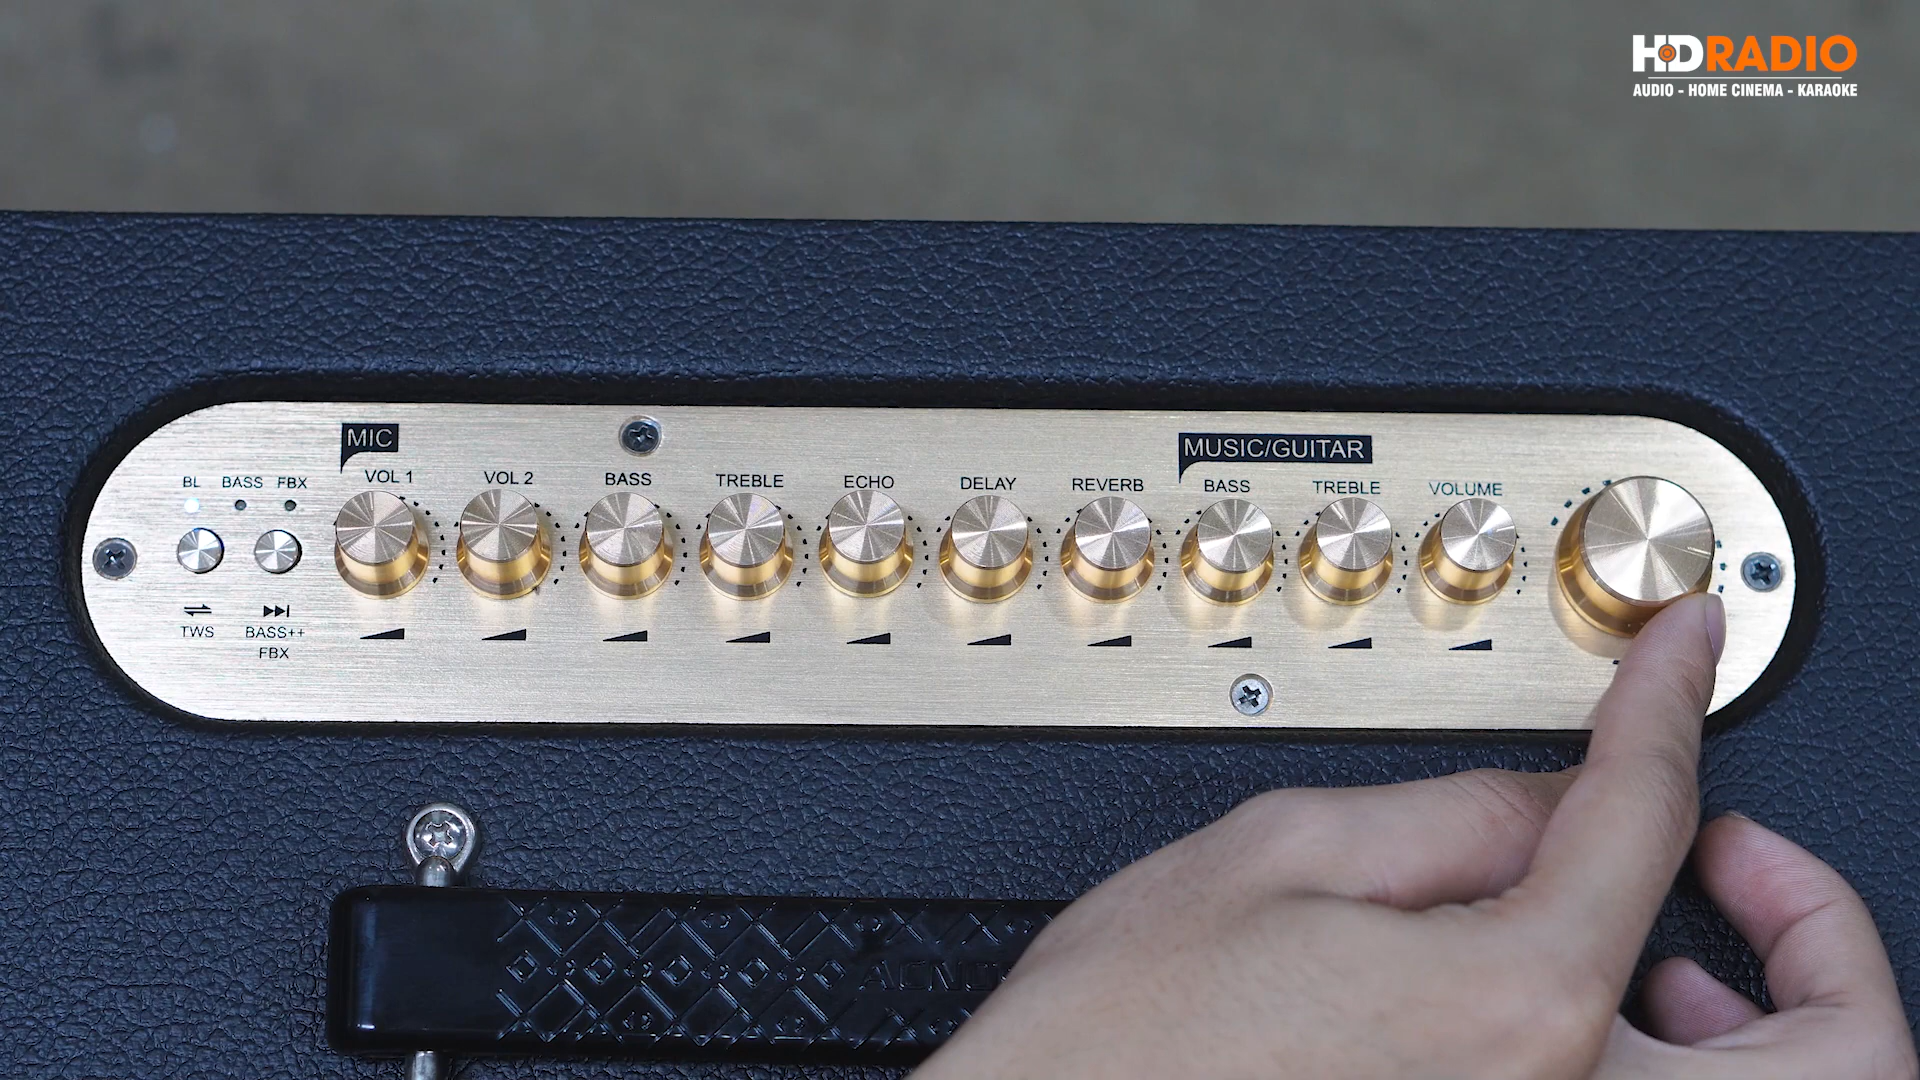 HDRADIO
AUDIO - HOME CINEMA - KARAOKE
MIC
MUSIC/GUITAR
VOL 1 VOL 2 BASS TREBLE ECHO DELAY REVERB BASS TREBLE VOLUME
BL BASS FBX
TWS BASS++
FBX